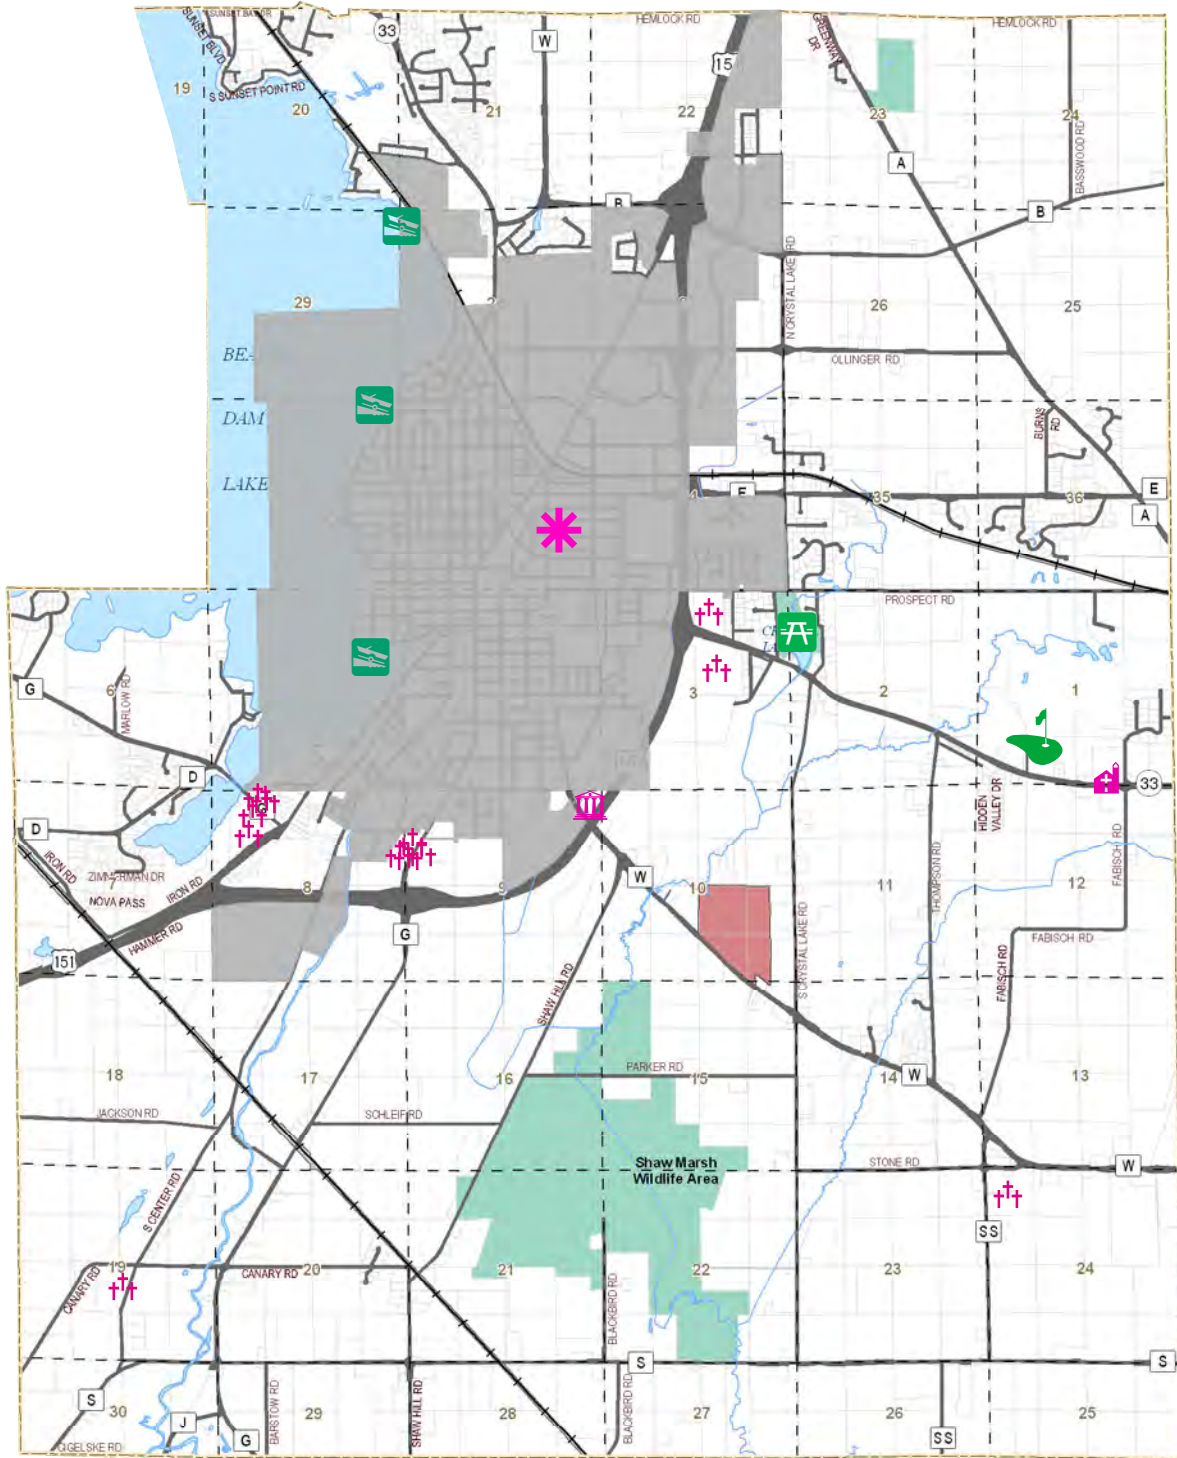 SUNSET BAY DR
HEMLOCK RD
HEMLOCK RD
SUNSET BLVD
33
W
GREENWAY
DR
15
19
S SUNSET POINT RD
20
21
22
23
24
BASSWOOD RD
A
B
B
N CRYSTAL LAKE RD
29
26
25
BEA
OLLINGER RD
DAM
BURNS
RD
LAKE
E
35
36
E
A
PROSPECT RD
G
6
MARLOW RD
3
2
1
D
33
HIDDEN
VALLEY DR
D
IRON RD
ZIMMERMAN DR
7
NOVA PASS
IRON RD
8
9
W
10
11
THOMPSON RD
12
FABISCH RD
HAMMER RD
151
G
FABISCH RD
FABISCH RD
S CRYSTAL LAKE RD
SHAW HILL RD
18
17
16
PARKER RD
15
14
W
13
JACKSON RD
SCHLEIF RD
Shaw Marsh
Wildlife Area
STONE RD
W
S CENTER RD
SS
19
CANARY RD
CANARY RD
20
21
22
23
24
BLACKBIRD RD
S
S
S
30
J
G
BARSTOW RD
29
SHAW HILL RD
28
BLACKBIRD RD
27
26
25
SS
GIGELSKE RD